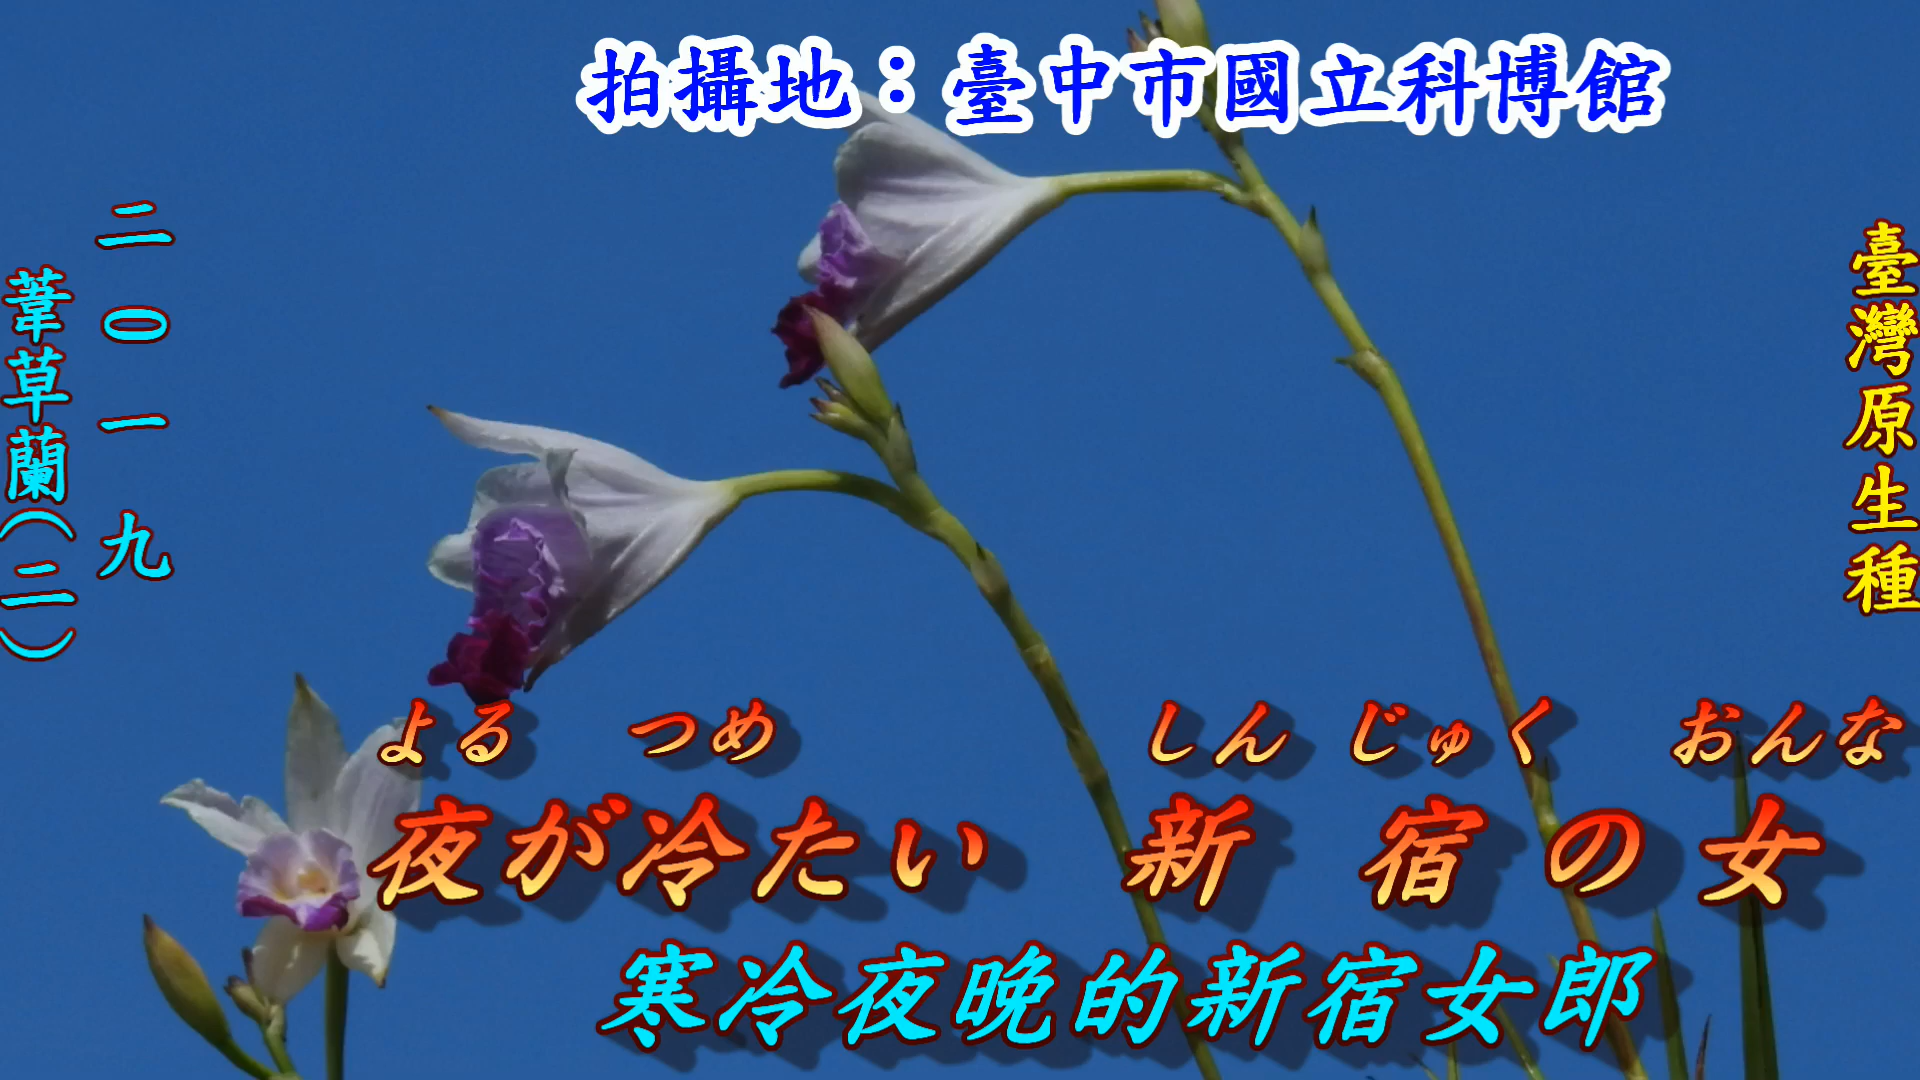 拍攝地：臺中市國立科博館
臺灣原生種
二〇一九
葦草蘭(二)
よる つめ しん じゅく おんな
夜が冷たい 新宿の女
寒冷夜晚的新宿女郎